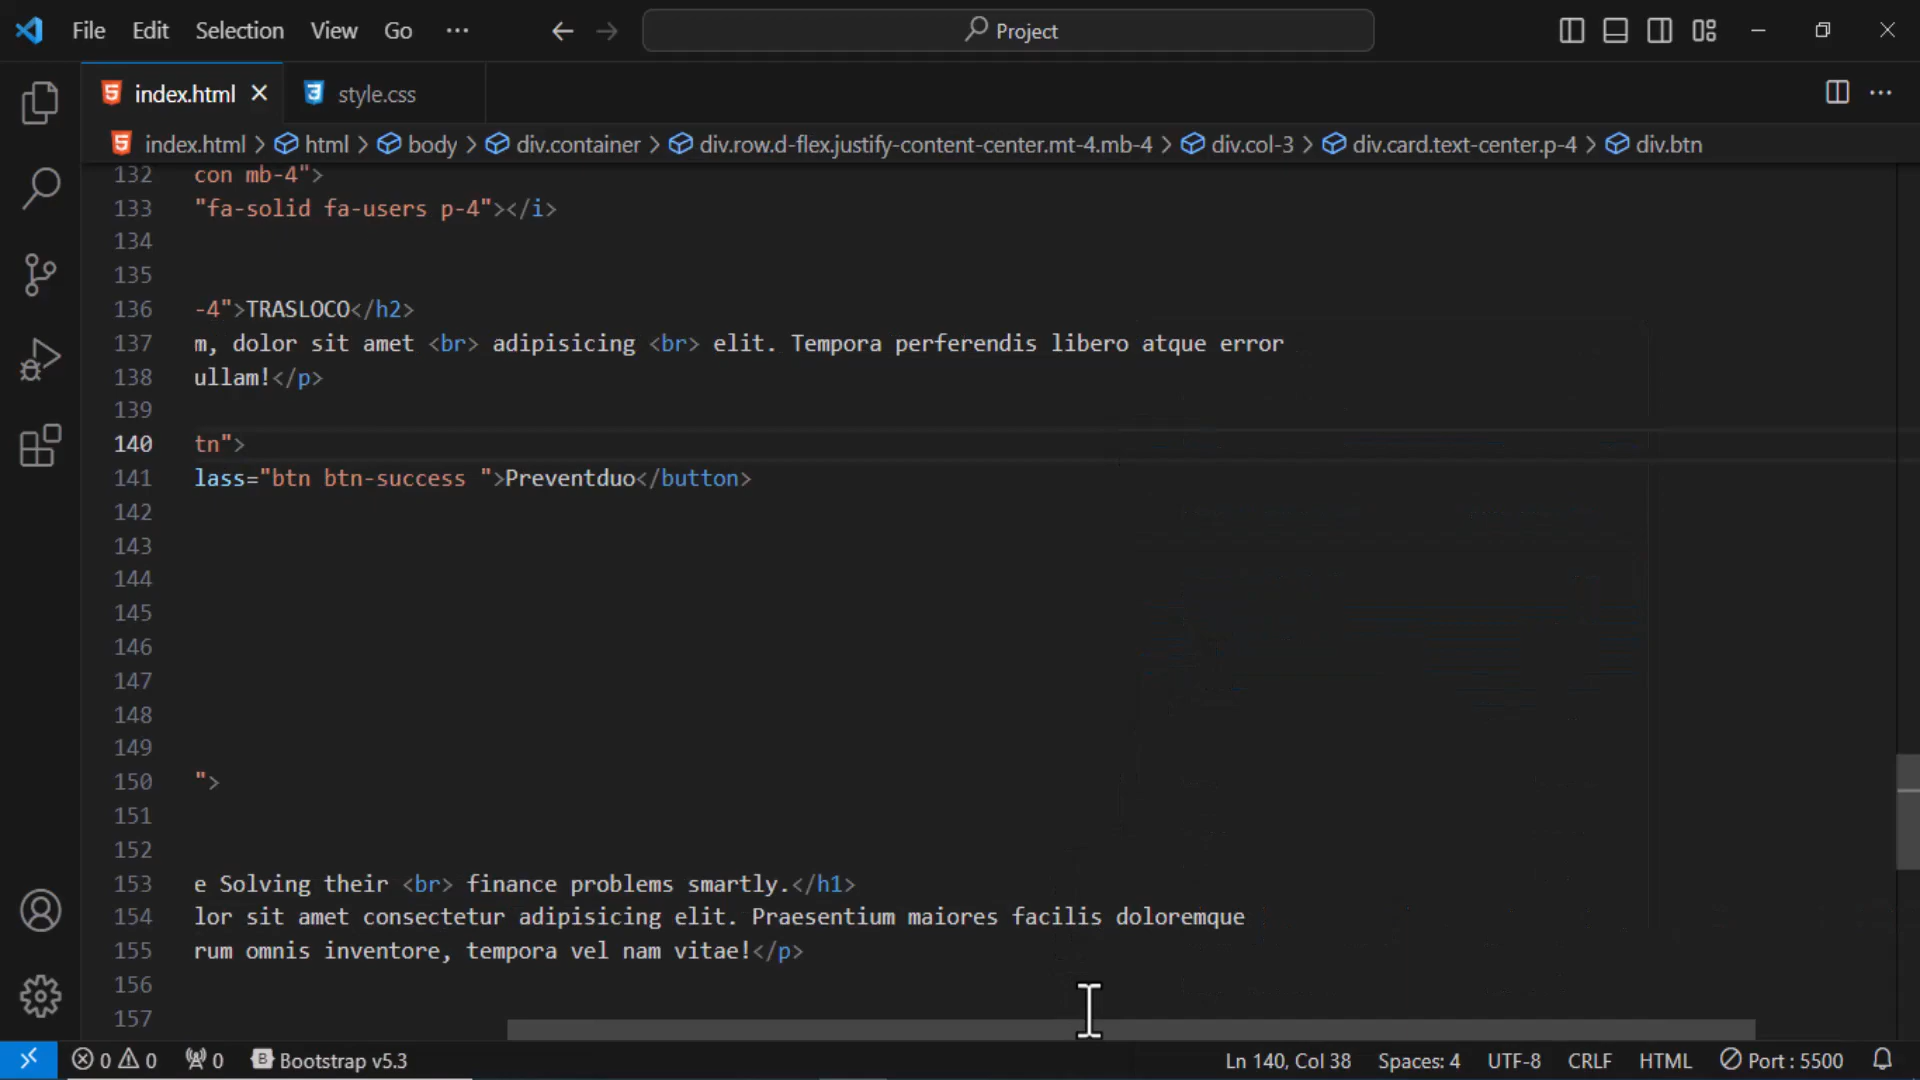 File Edit Selection View Go ··· Project
index.html style.css
index.html > html > body > div.container > div.row.d-flex.justify-content-center.mt-4.mb-4 > div.col-3 > div.card.text-center.p-4 > div.btn
132 con mb-4">
133 "fa-solid fa-users p-4"></i>
134
135
136 -4">TRASLOCO</h2>
137 m, dolor sit amet <br> adipisicing <br> elit. Tempora perferendis libero atque error
138 ullam!</p>
139
140 tn">
141 lass="btn btn-success ">Preventduo</button>
142
143
144
145
146
147
148
149
150 ">
151
152
153 e Solving their <br> finance problems smartly.</h1>
154 lor sit amet consectetur adipisicing elit. Praesentium maiores facilis doloremque
155 rum omnis inventore, tempora vel nam vitae!</p>
156
157
0 0 0 B Bootstrap v5.3 Ln 140, Col 38 Spaces: 4 UTF-8 CRLF HTML Port : 5500